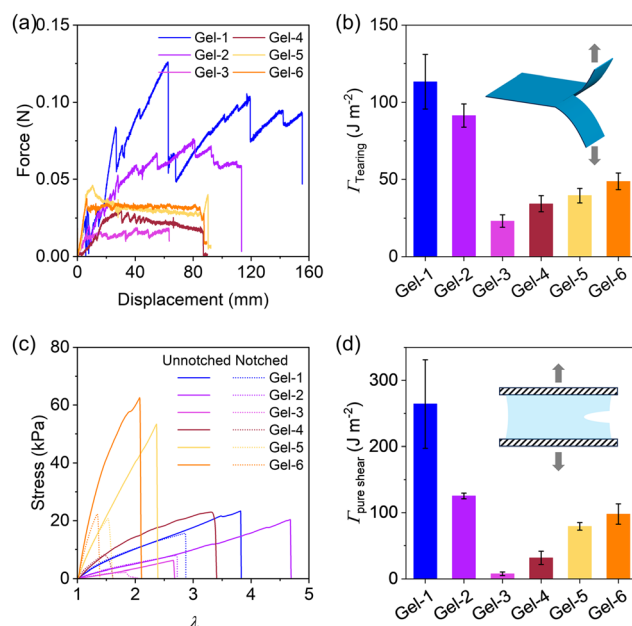 (a)
Gel-1
Gel-2
Gel-3
Gel-4
Gel-5
Gel-6
Force (N)
0.00
0.05
0.10
0.15
0
40
80
120
160
Displacement (mm)
(b)
Γ Tearing (J m⁻²)
0
50
100
150
Gel-1
Gel-2
Gel-3
Gel-4
Gel-5
Gel-6
(c)
Unnotched Notched
Gel-1
Gel-2
Gel-3
Gel-4
Gel-5
Gel-6
Stress (kPa)
0
20
40
60
80
1
2
3
4
5
λ
(d)
Γ pure shear (J m⁻²)
0
100
200
300
Gel-1
Gel-2
Gel-3
Gel-4
Gel-5
Gel-6